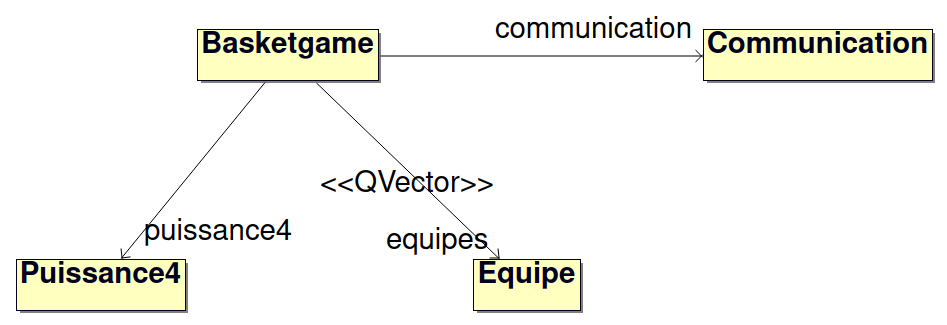 communication
Basketgame
Communication
<<QVector>>
puissance4
equipes
Puissance4
Equipe